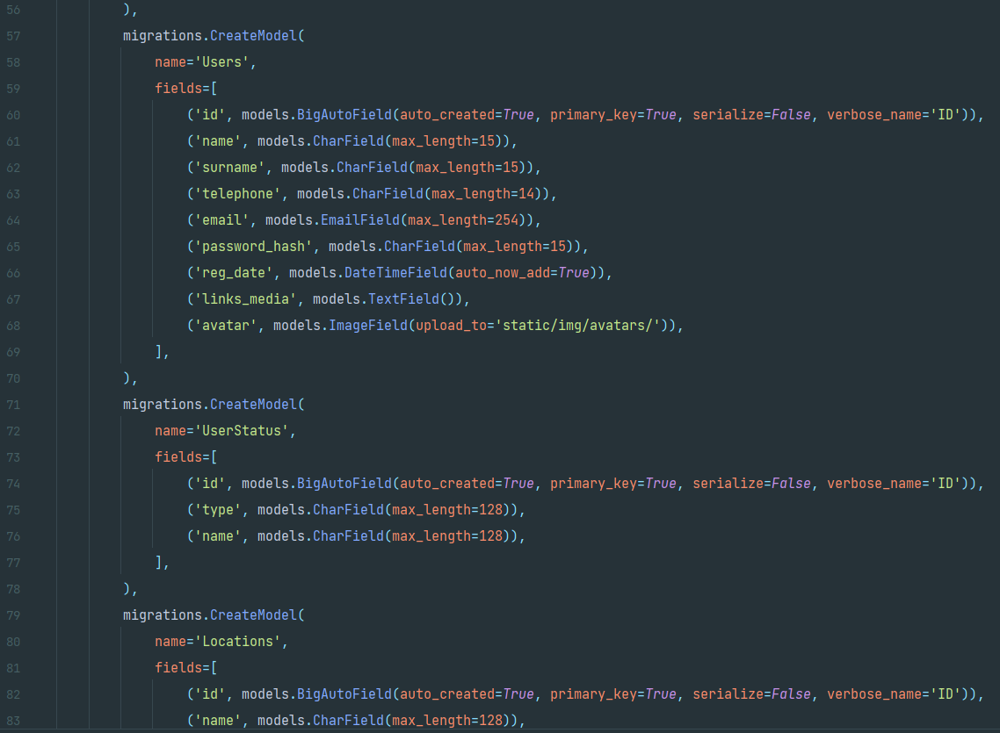 56 ),
57 migrations.CreateModel(
58 name='Users',
59 fields=[
60 ('id', models.BigAutoField(auto_created=True, primary_key=True, serialize=False, verbose_name='ID')),
61 ('name', models.CharField(max_length=15)),
62 ('surname', models.CharField(max_length=15)),
63 ('telephone', models.CharField(max_length=14)),
64 ('email', models.EmailField(max_length=254)),
65 ('password_hash', models.CharField(max_length=15)),
66 ('reg_date', models.DateTimeField(auto_now_add=True)),
67 ('links_media', models.TextField()),
68 ('avatar', models.ImageField(upload_to='static/img/avatars/')),
69 ],
70 ),
71 migrations.CreateModel(
72 name='UserStatus',
73 fields=[
74 ('id', models.BigAutoField(auto_created=True, primary_key=True, serialize=False, verbose_name='ID')),
75 ('type', models.CharField(max_length=128)),
76 ('name', models.CharField(max_length=128)),
77 ],
78 ),
79 migrations.CreateModel(
80 name='Locations',
81 fields=[
82 ('id', models.BigAutoField(auto_created=True, primary_key=True, serialize=False, verbose_name='ID')),
83 ('name', models.CharField(max_length=128)),